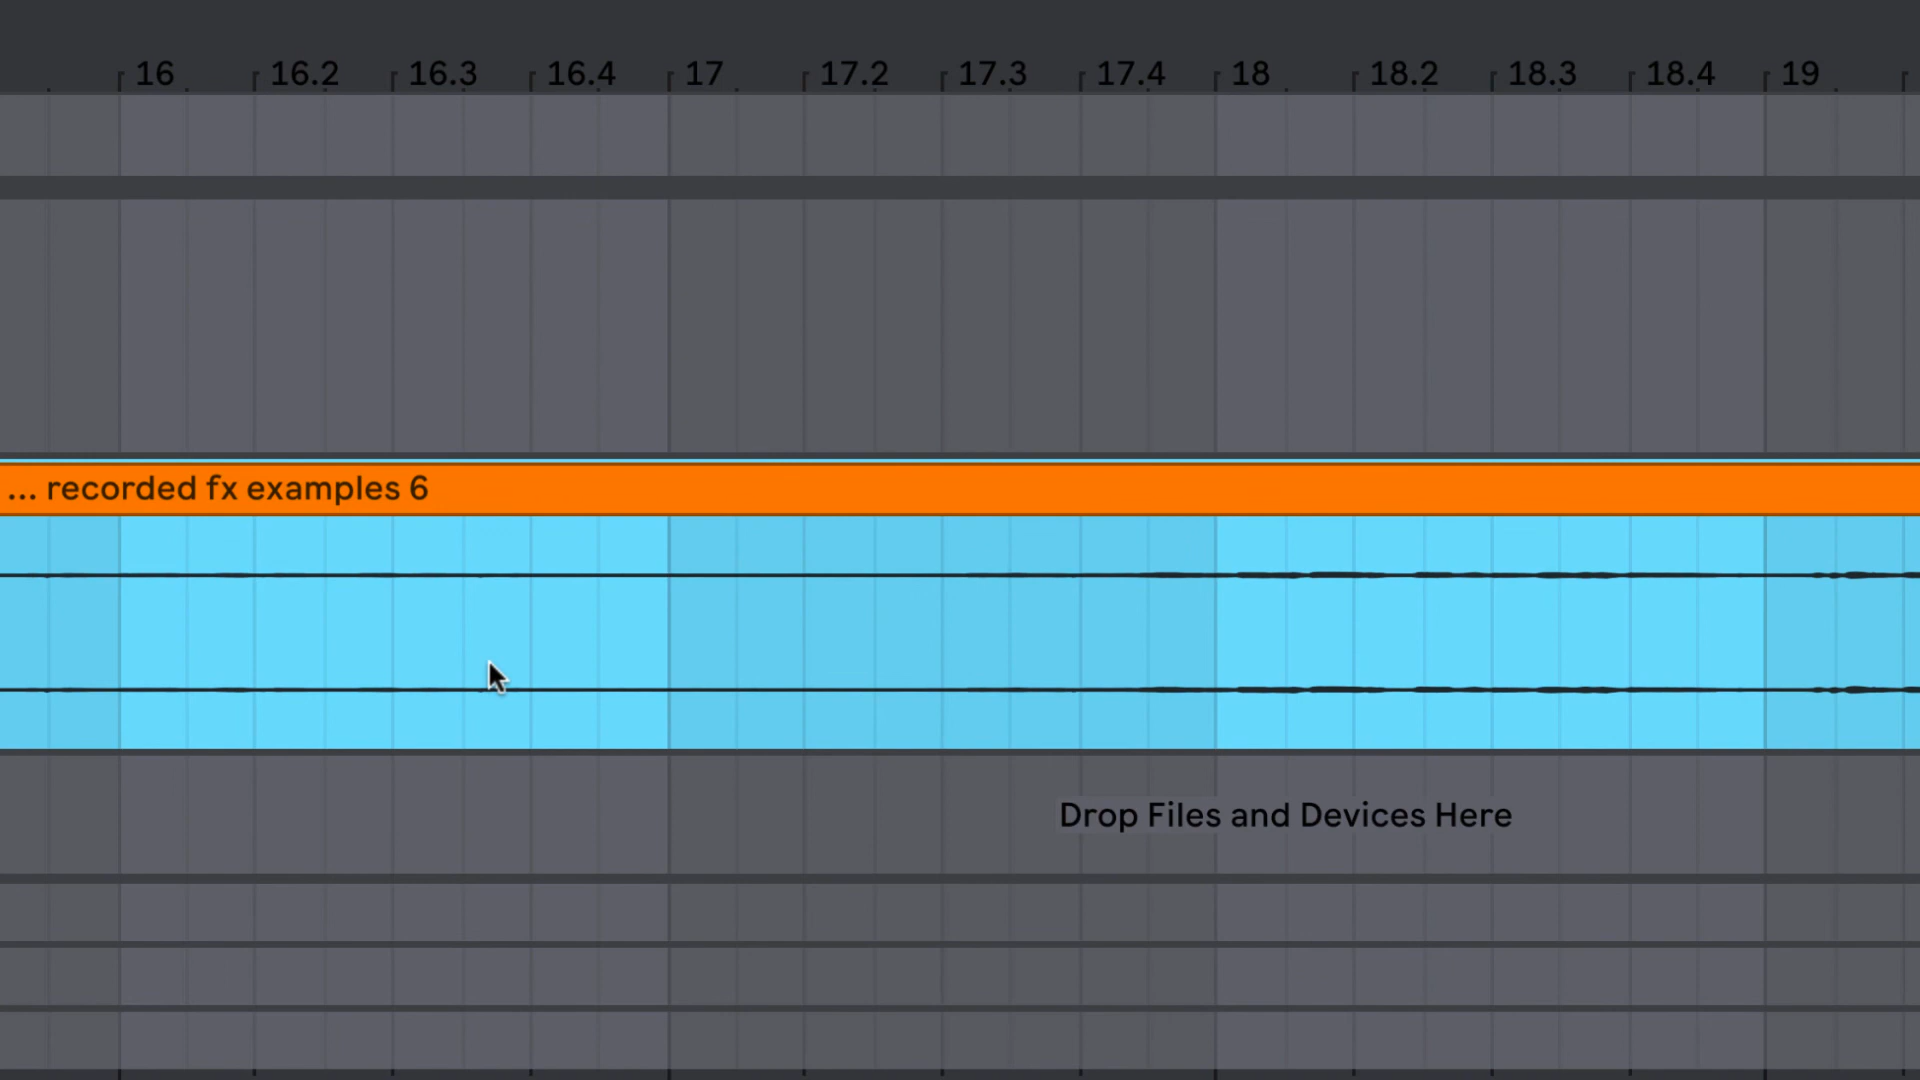 16 16.2 16.3 16.4 17 17.2 17.3 17.4 18 18.2 18.3 18.4 19
... recorded fx examples 6
Drop Files and Devices Here